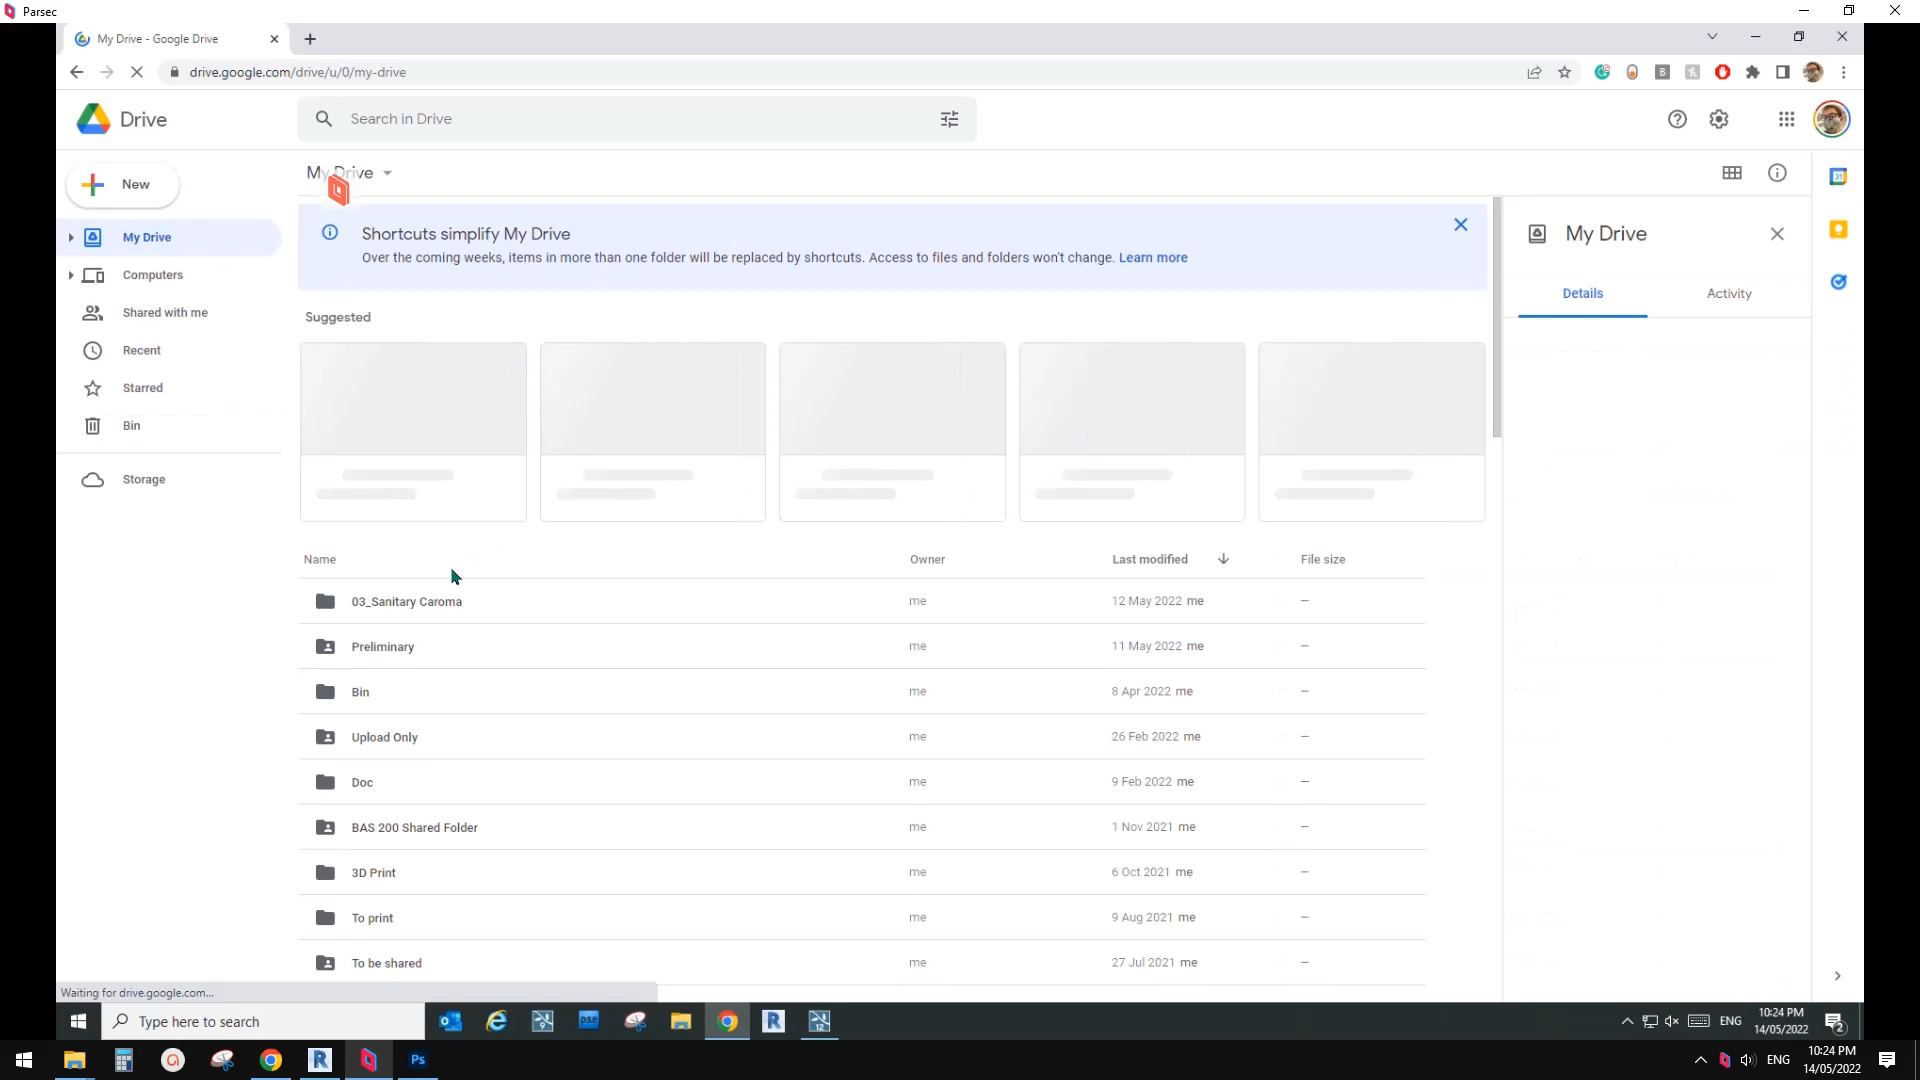 Parsec
My Drive - Google Drive
drive.google.com/drive/u/0/my-drive
Drive
Search in Drive
New
My Drive
My Drive
Computers
Shared with me
Recent
Starred
Bin
Storage
Shortcuts simplify My Drive
Over the coming weeks, items in more than one folder will be replaced by shortcuts. Access to files and folders won't change. Learn more
Suggested
My Drive
Details Activity
31
Name Owner Last modified File size
03_Sanitary Caroma me 12 May 2022 me –
Preliminary me 11 May 2022 me –
Bin me 8 Apr 2022 me –
Upload Only me 26 Feb 2022 me –
Doc me 9 Feb 2022 me –
BAS 200 Shared Folder me 1 Nov 2021 me –
3D Print me 6 Oct 2021 me –
To print me 9 Aug 2021 me –
To be shared me 27 Jul 2021 me –
Waiting for drive.google.com...
Type here to search
9
pse
R
12
ENG
10:24 PM
14/05/2022
2
R
Ps
ENG
10:24 PM
14/05/2022